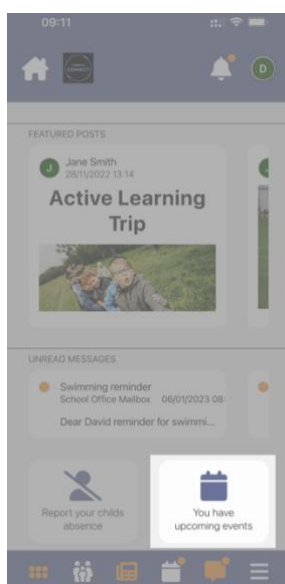 09:11
D
FEATURED POSTS
J
Jane Smith
28/11/2022 13:14
Active Learning
Trip
UNREAD MESSAGES
Swimming reminder
School Office Mailbox 06/01/2023 08:
Dear David reminder for swimmi...
Report your childs
absence
You have
upcoming events